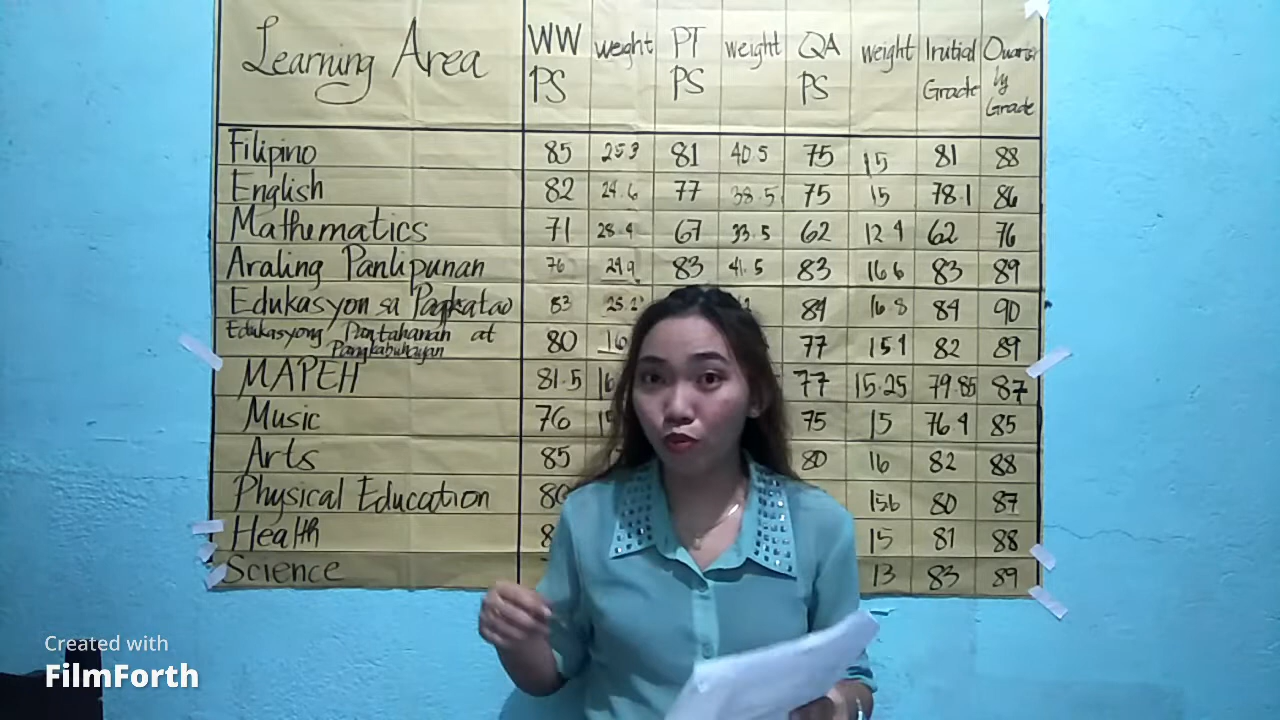 Learning Area WW PS weight PT PS weight QA PS weight Initial Grade Quarterly Grade
Filipino 85 25.3 81 40.5 75 15 81 88
English 82 24.6 77 38.5 75 15 78.1 86
Mathematics 71 28.4 67 33.5 62 12 4 62 76
Araling Panlipunan 76 83 41.5 83 16 6 83 89
Edukasyon sa Pagkatao 83 84 16 8 84 90
Edukasyong Pantahanan at Pangkabuhayan 80 77 82 89
MAPEH 81.5 77 15.25 79.85 87
Music 76 75 15 76.4 85
Arts 85 80 16 82 88
Physical Education 80 87
Health 15 81 88
Science 13 83 89
Created with
FilmForth